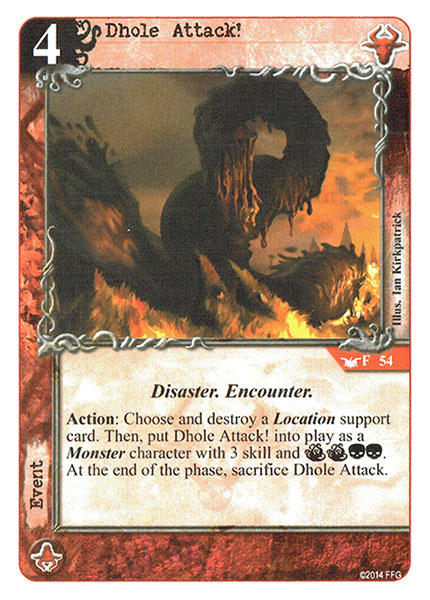 4
Dhole Attack!
Illus. Ian Kirkpatrick
F 54
Disaster. Encounter.
Action: Choose and destroy a Location support
card. Then, put Dhole Attack! into play as a
Monster character with 3 skill and .
At the end of the phase, sacrifice Dhole Attack.
Event
©2014 FFG